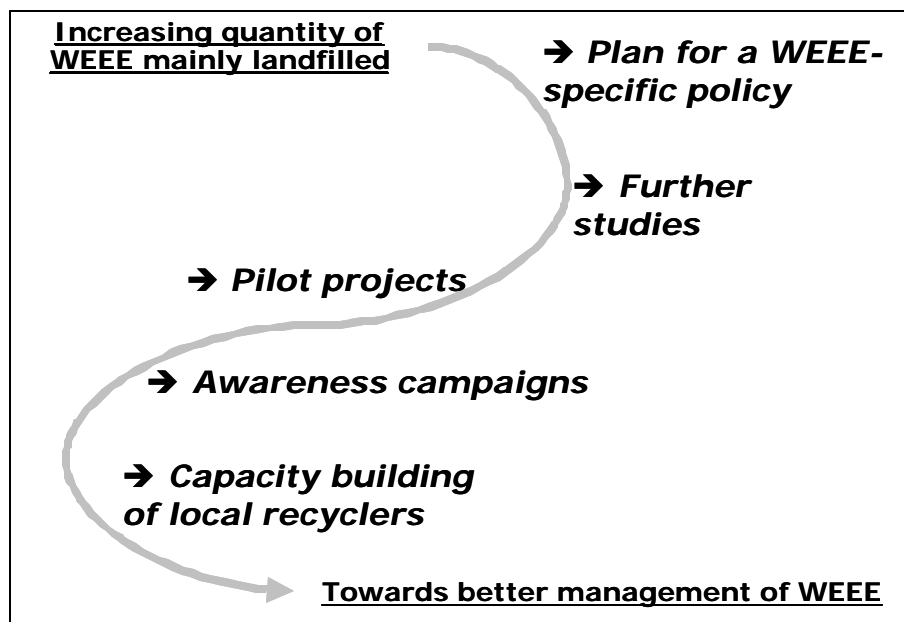 Increasing quantity of
WEEE mainly landfilled
➔ Plan for a WEEE-
specific policy
➔ Further
studies
➔ Pilot projects
➔ Awareness campaigns
➔ Capacity building
of local recyclers
Towards better management of WEEE